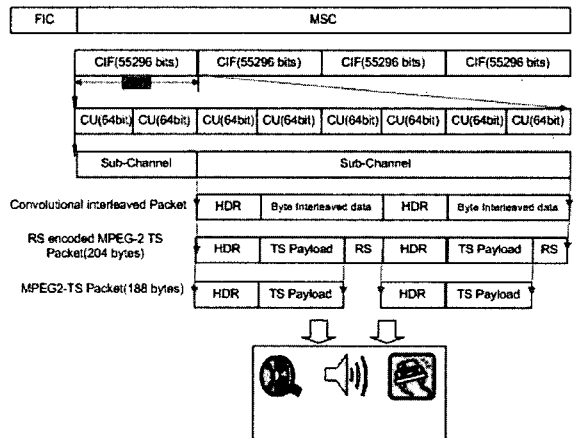 FIC MSC
CIF(55296 bits) CIF(55296 bits) CIF(55296 bits) CIF(55296 bits)
CU(64bit) CU(64bit) CU(64bit) CU(64bit) CU(64bit) CU(64bit) CU(64bit) CU(64bit)
Sub-Channel Sub-Channel
Convolutional interleaved Packet HDR Byte Interleaved data HDR Byte Interleaved data
RS encoded MPEG-2 TS
Packet(204 bytes) HDR TS Payload RS HDR TS Payload RS
MPEG2-TS Packet(188 bytes) HDR TS Payload HDR TS Payload